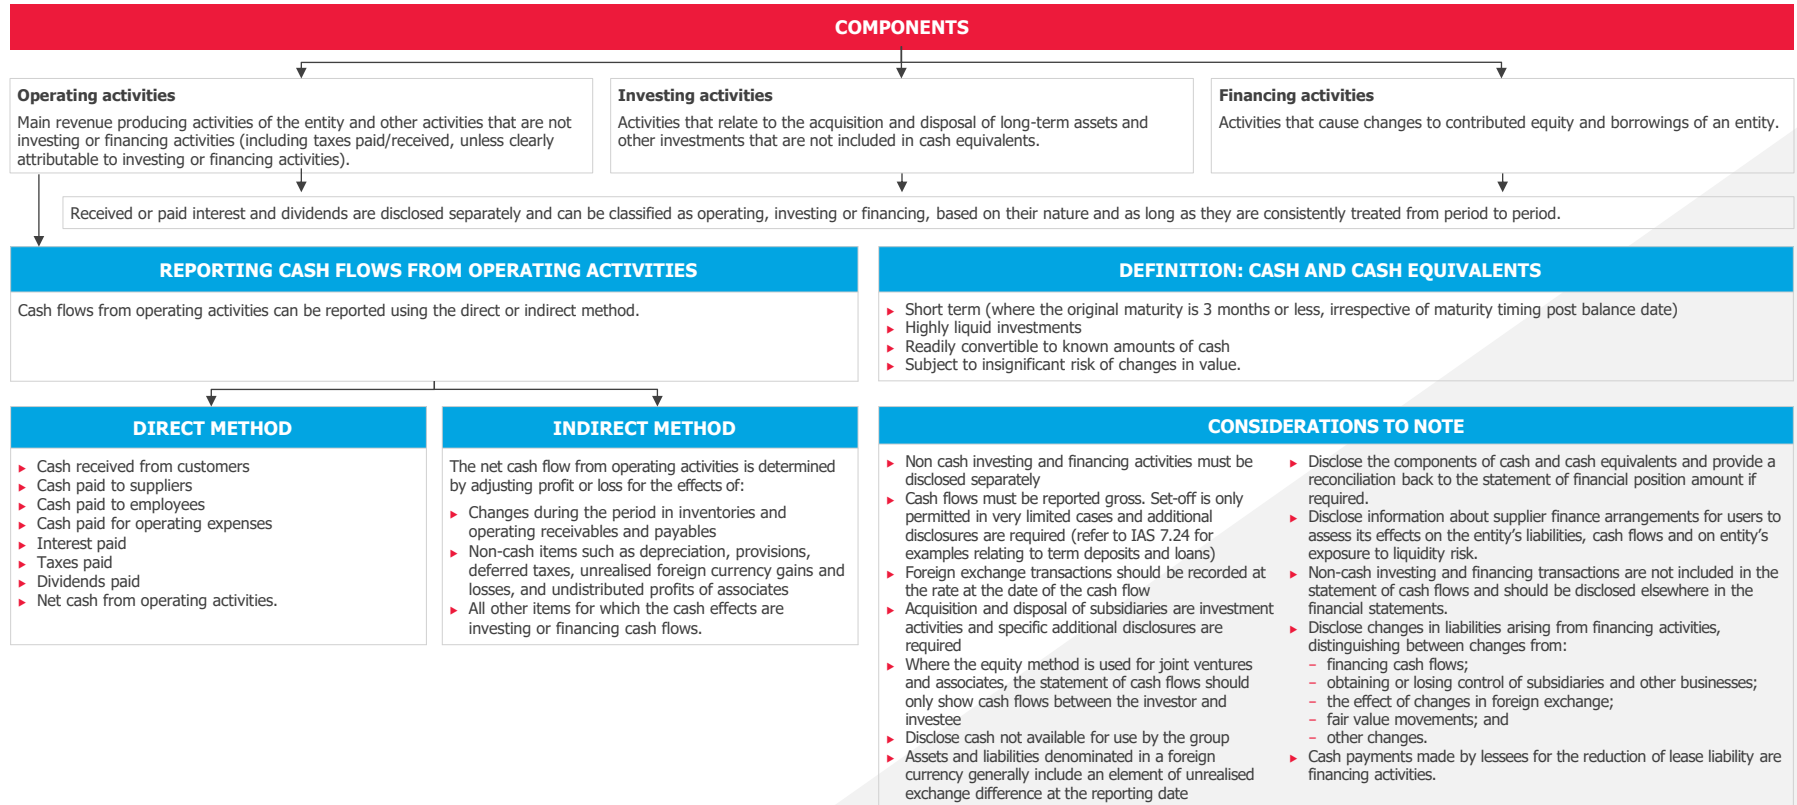 COMPONENTS
Operating activities
Main revenue producing activities of the entity and other activities that are not
investing or financing activities (including taxes paid/received, unless clearly
attributable to investing or financing activities).
Investing activities
Activities that relate to the acquisition and disposal of long-term assets and
other investments that are not included in cash equivalents.
Financing activities
Activities that cause changes to contributed equity and borrowings of an entity.
Received or paid interest and dividends are disclosed separately and can be classified as operating, investing or financing, based on their nature and as long as they are consistently treated from period to period.
REPORTING CASH FLOWS FROM OPERATING ACTIVITIES
Cash flows from operating activities can be reported using the direct or indirect method.
DEFINITION: CASH AND CASH EQUIVALENTS
► Short term (where the original maturity is 3 months or less, irrespective of maturity timing post balance date)
► Highly liquid investments
► Readily convertible to known amounts of cash
► Subject to insignificant risk of changes in value.
DIRECT METHOD
► Cash received from customers
► Cash paid to suppliers
► Cash paid to employees
► Cash paid for operating expenses
► Interest paid
► Taxes paid
► Dividends paid
► Net cash from operating activities.
INDIRECT METHOD
The net cash flow from operating activities is determined
by adjusting profit or loss for the effects of:
► Changes during the period in inventories and
operating receivables and payables
► Non-cash items such as depreciation, provisions,
deferred taxes, unrealised foreign currency gains and
losses, and undistributed profits of associates
► All other items for which the cash effects are
investing or financing cash flows.
CONSIDERATIONS TO NOTE
► Non cash investing and financing activities must be
disclosed separately
► Cash flows must be reported gross. Set-off is only
permitted in very limited cases and additional
disclosures are required (refer to IAS 7.24 for
examples relating to term deposits and loans)
► Foreign exchange transactions should be recorded at
the rate at the date of the cash flow
► Acquisition and disposal of subsidiaries are investment
activities and specific additional disclosures are
required
► Where the equity method is used for joint ventures
and associates, the statement of cash flows should
only show cash flows between the investor and
investee
► Disclose cash not available for use by the group
► Assets and liabilities denominated in a foreign
currency generally include an element of unrealised
exchange difference at the reporting date
► Disclose the components of cash and cash equivalents and provide a
reconciliation back to the statement of financial position amount if
required.
► Disclose information about supplier finance arrangements for users to
assess its effects on the entity's liabilities, cash flows and on entity's
exposure to liquidity risk.
► Non-cash investing and financing transactions are not included in the
statement of cash flows and should be disclosed elsewhere in the
financial statements.
► Disclose changes in liabilities arising from financing activities,
distinguishing between changes from:
– financing cash flows;
– obtaining or losing control of subsidiaries and other businesses;
– the effect of changes in foreign exchange;
– fair value movements; and
– other changes.
► Cash payments made by lessees for the reduction of lease liability are
financing activities.